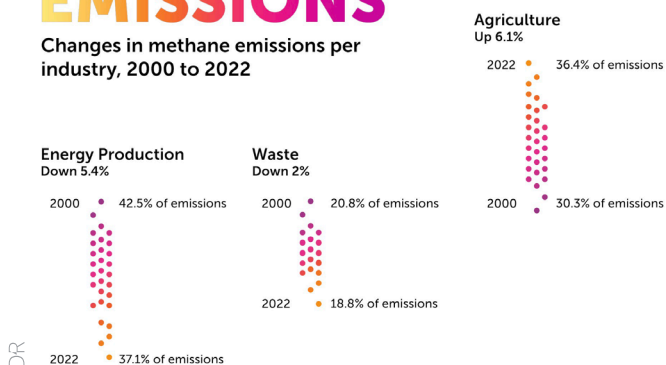 EMISSIONS
Changes in methane emissions per
industry, 2000 to 2022
Agriculture
Up 6.1%
2022 36.4% of emissions
2000 30.3% of emissions
Energy Production
Down 5.4%
2000 42.5% of emissions
2022 37.1% of emissions
Waste
Down 2%
2000 20.8% of emissions
2022 18.8% of emissions